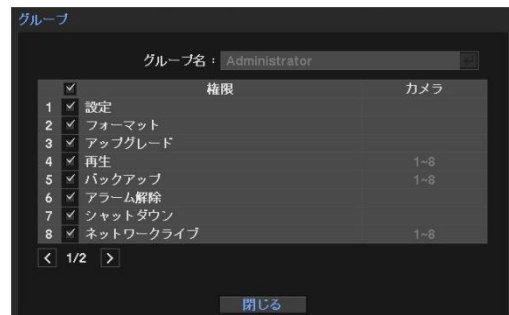 グループ
グループ名： Administrator
権限 カメラ
1 設定
2 フォーマット
3 アップグレード
4 再生 1~8
5 バックアップ 1~8
6 アラーム解除
7 シャットダウン
8 ネットワークライブ 1~8
< 1/2 >
閉じる